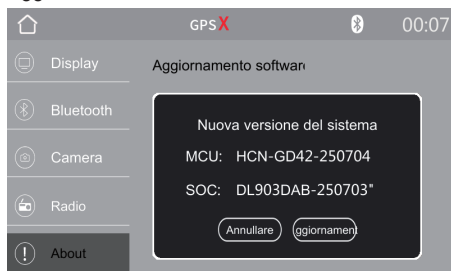 GPS X 00:07
Display
Aggiornamento softwar
Bluetooth
Nuova versione del sistema
MCU: HCN-GD42-250704
Camera
SOC: DL903DAB-250703"
Radio
Annullare ggiornament
About